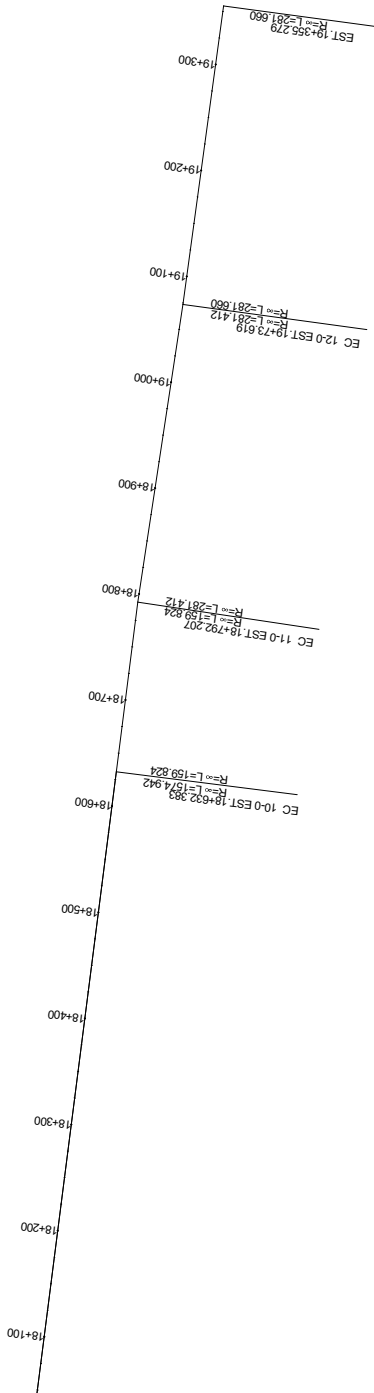 EST. 19+355.279
R=∞ L=281.660
19+300
19+200
19+100
R=∞ L=281.660
R=∞ L=281.412
EC 12-0 EST.19+73.619
19+000
18+900
18+800
R=∞ L=281.412
R=∞ L=159.824
EC 11-0 EST.18+792.207
18+700
R=∞ L=159.824
R=∞ L=1574.942
EC 10-0 EST.18+632.383
18+600
18+500
18+400
18+300
18+200
18+100